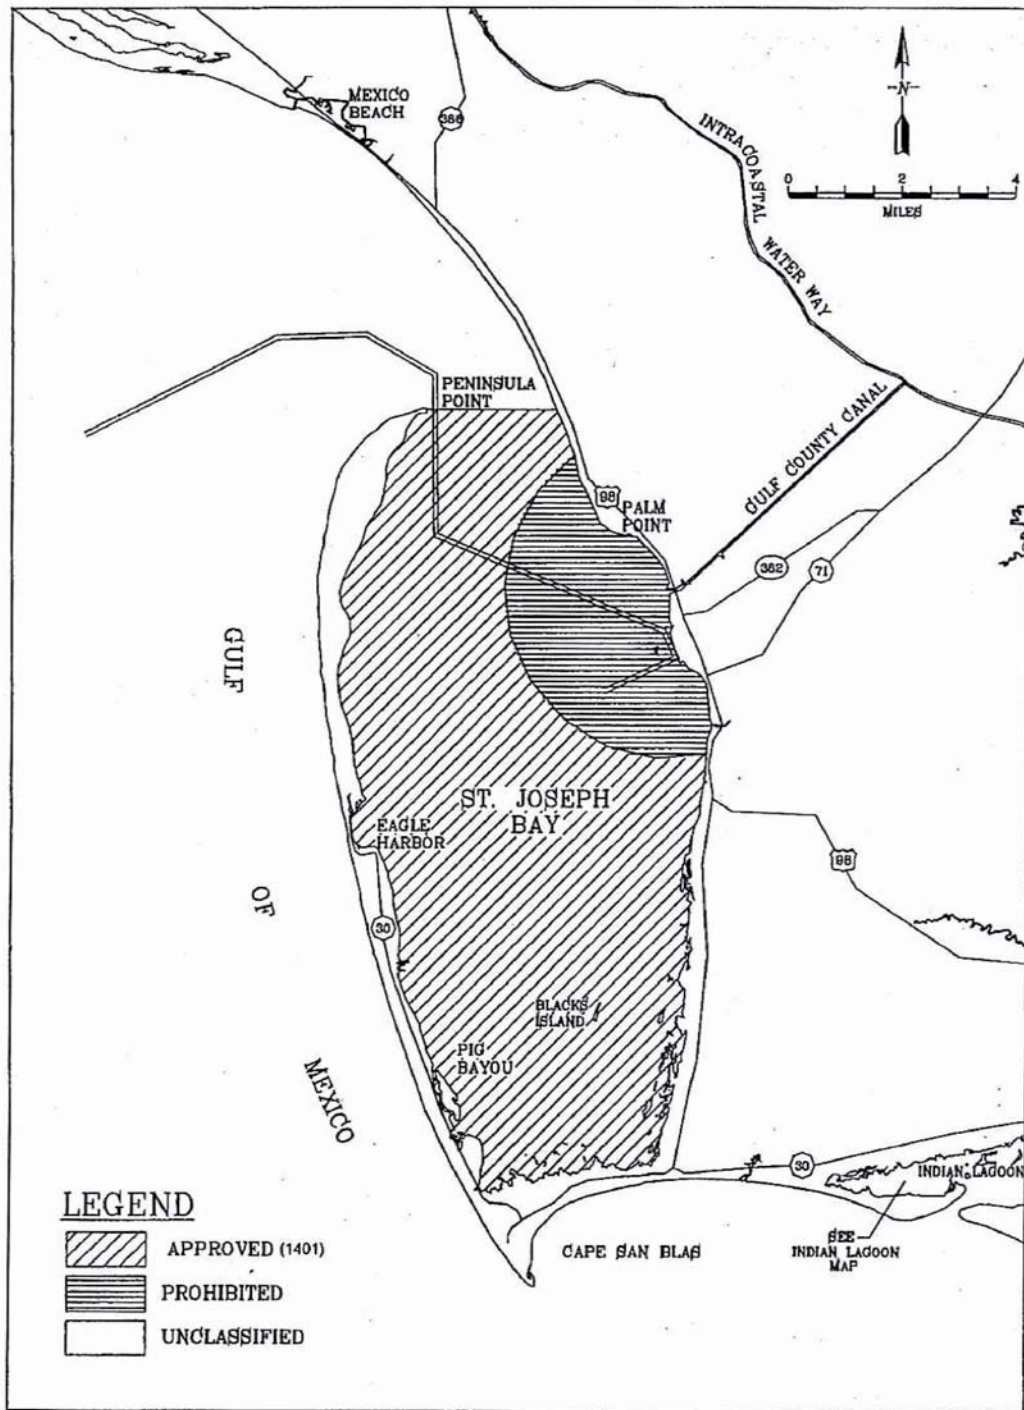 MEXICO
BEACH
386
-N-
0 2 4
MILES
INTRACOASTAL WATER WAY
PENINSULA
POINT
GULF COUNTY CANAL
98
PALM
POINT
382
71
GULF
OF
MEXICO
ST. JOSEPH
BAY
EAGLE
HARBOR
98
30
BLACKS
ISLAND
PIG
BAYOU
30
INDIAN LAGOON
SEE
INDIAN LAGOON
MAP
CAPE SAN BLAS
LEGEND
APPROVED (1401)
PROHIBITED
UNCLASSIFIED